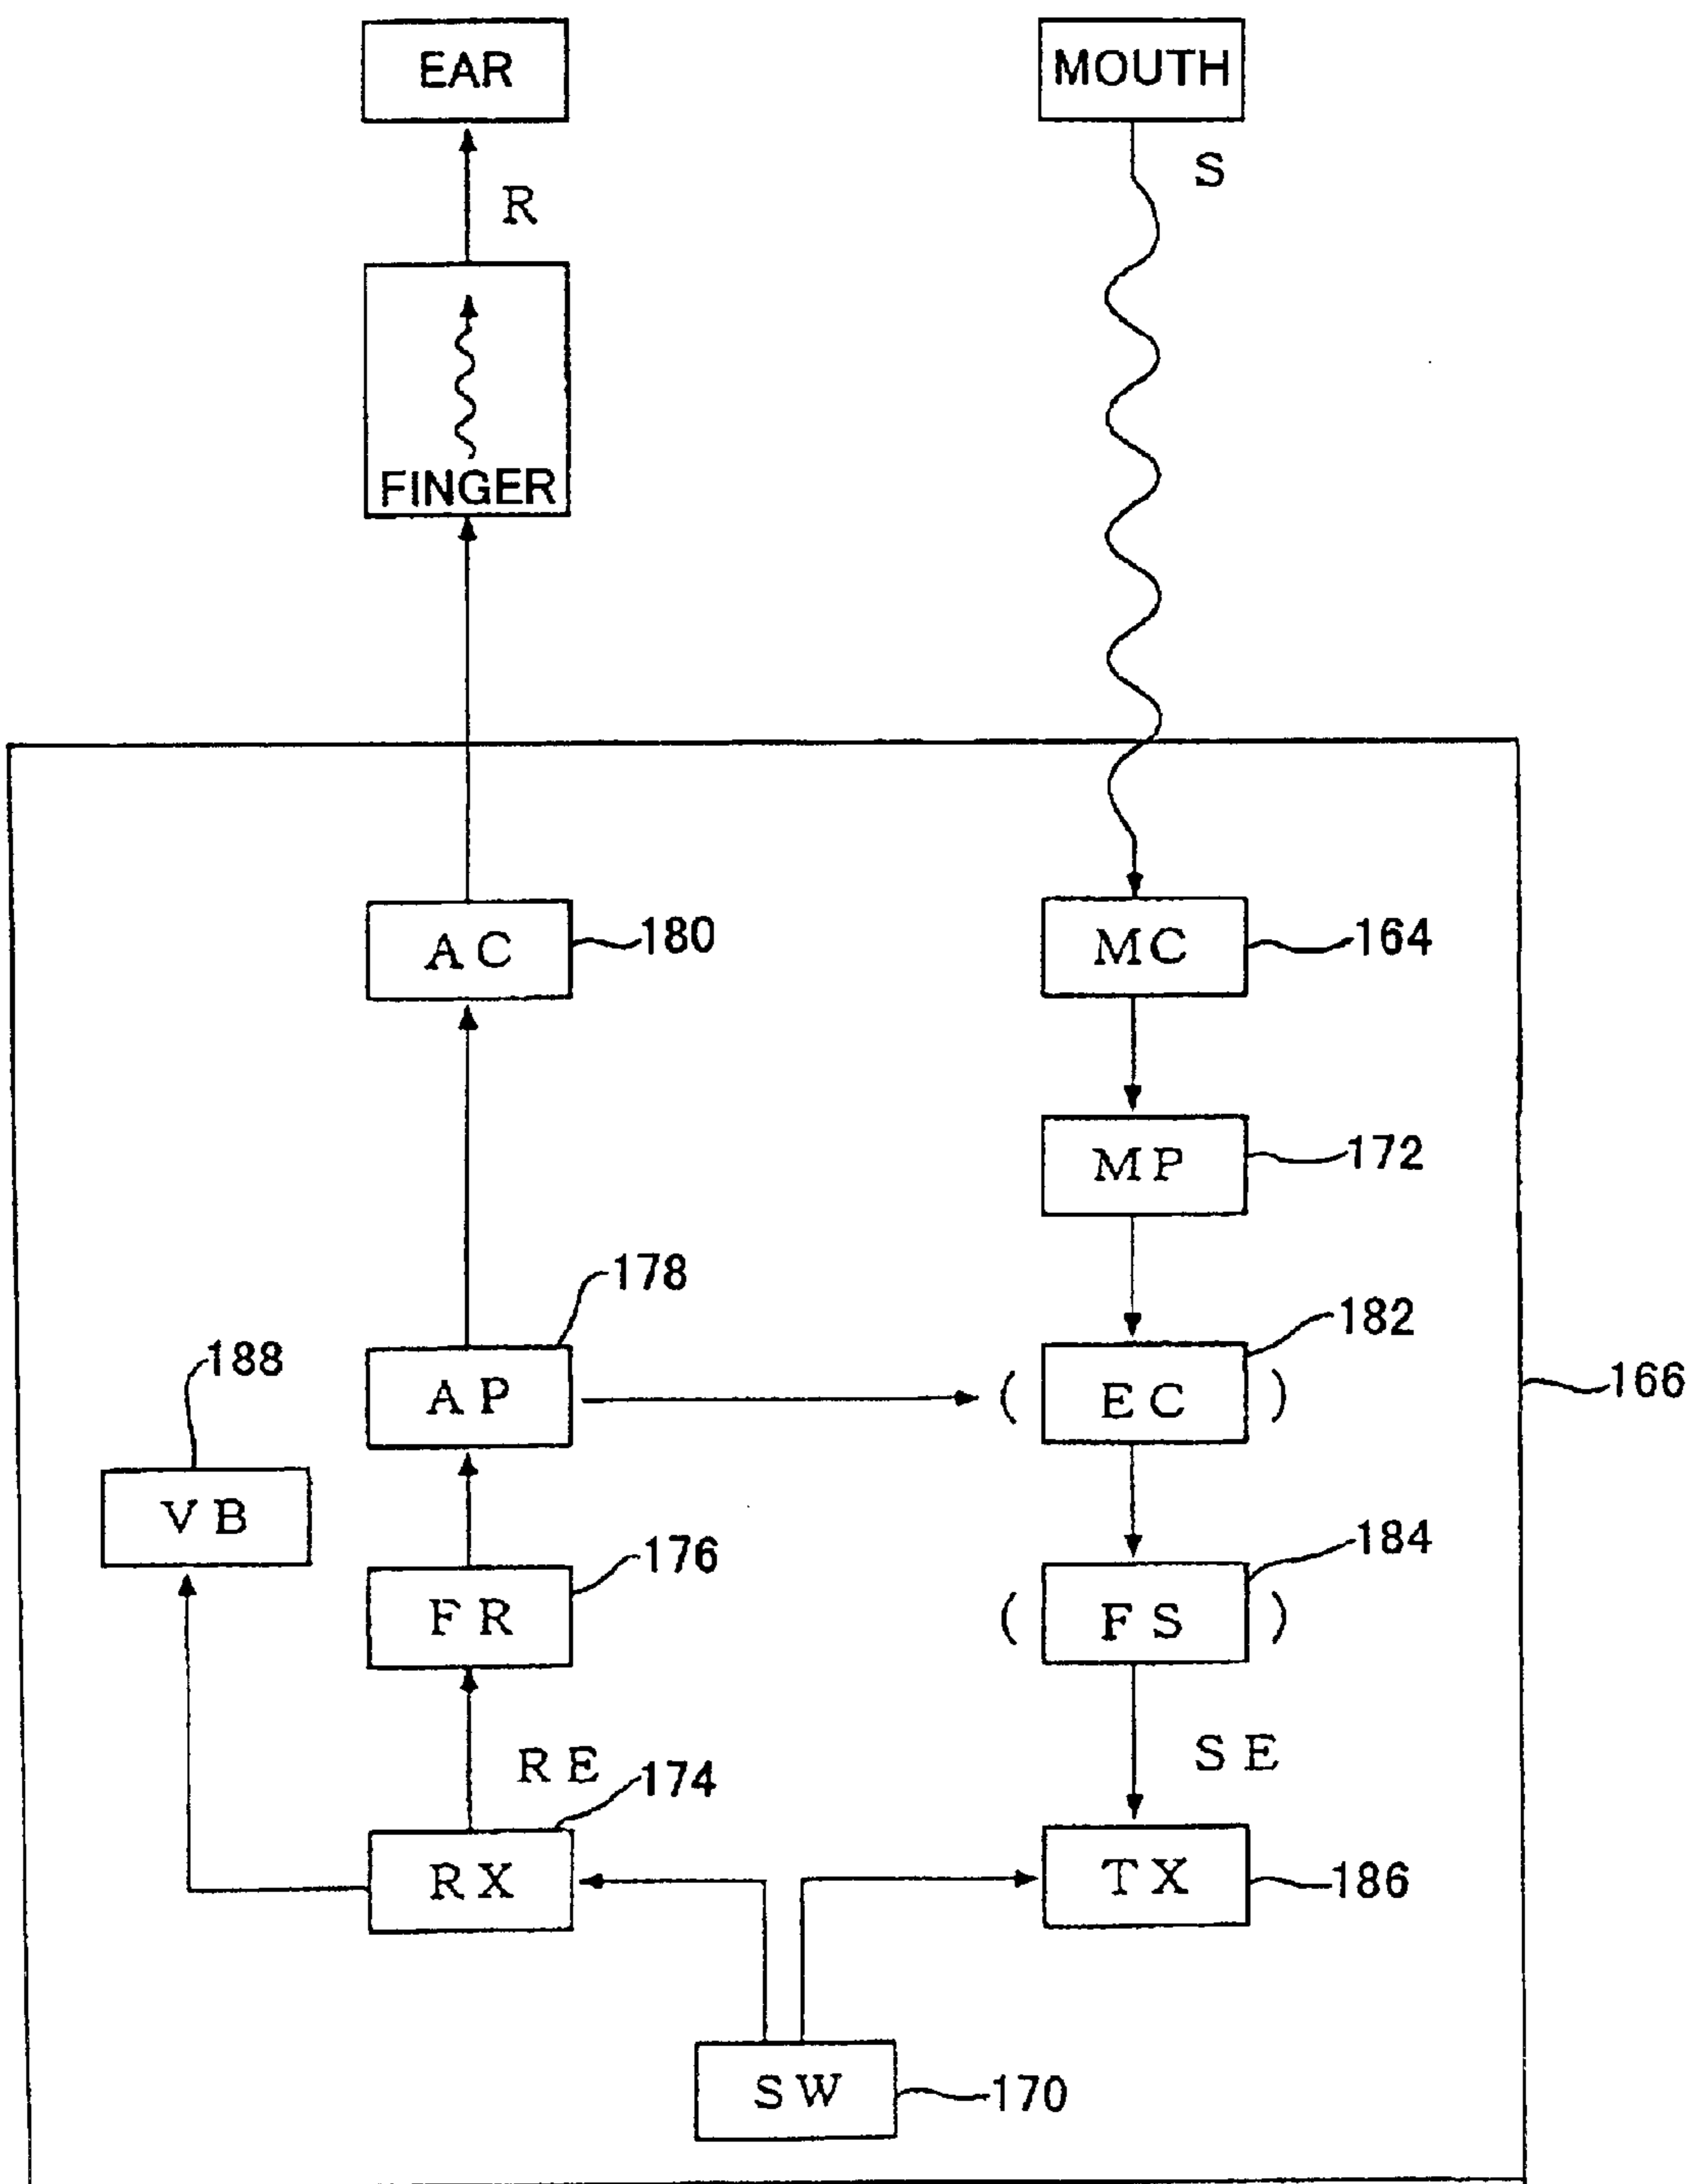 EAR
MOUTH
R
S
FINGER
AC
180
MC
164
MP
172
178
182
188
AP
( EC )
166
VB
176
184
FR
( FS )
RE
174
SE
RX
TX
186
SW
170